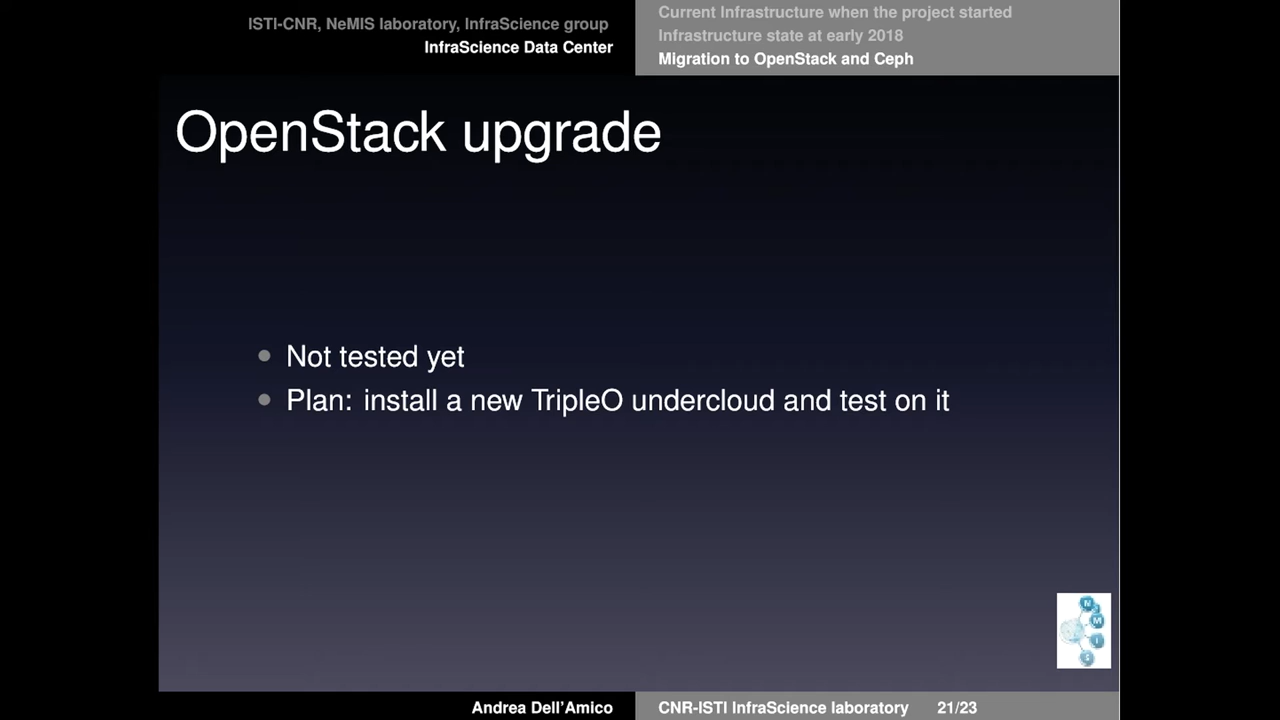 ISTI-CNR, NeMIS laboratory, InfraScience group
InfraScience Data Center
Current Infrastructure when the project started
Infrastructure state at early 2018
Migration to OpenStack and Ceph
OpenStack upgrade
Not tested yet
Plan: install a new TripleO undercloud and test on it
N
M
I
S
Andrea Dell'Amico
CNR-ISTI InfraScience laboratory
21/23